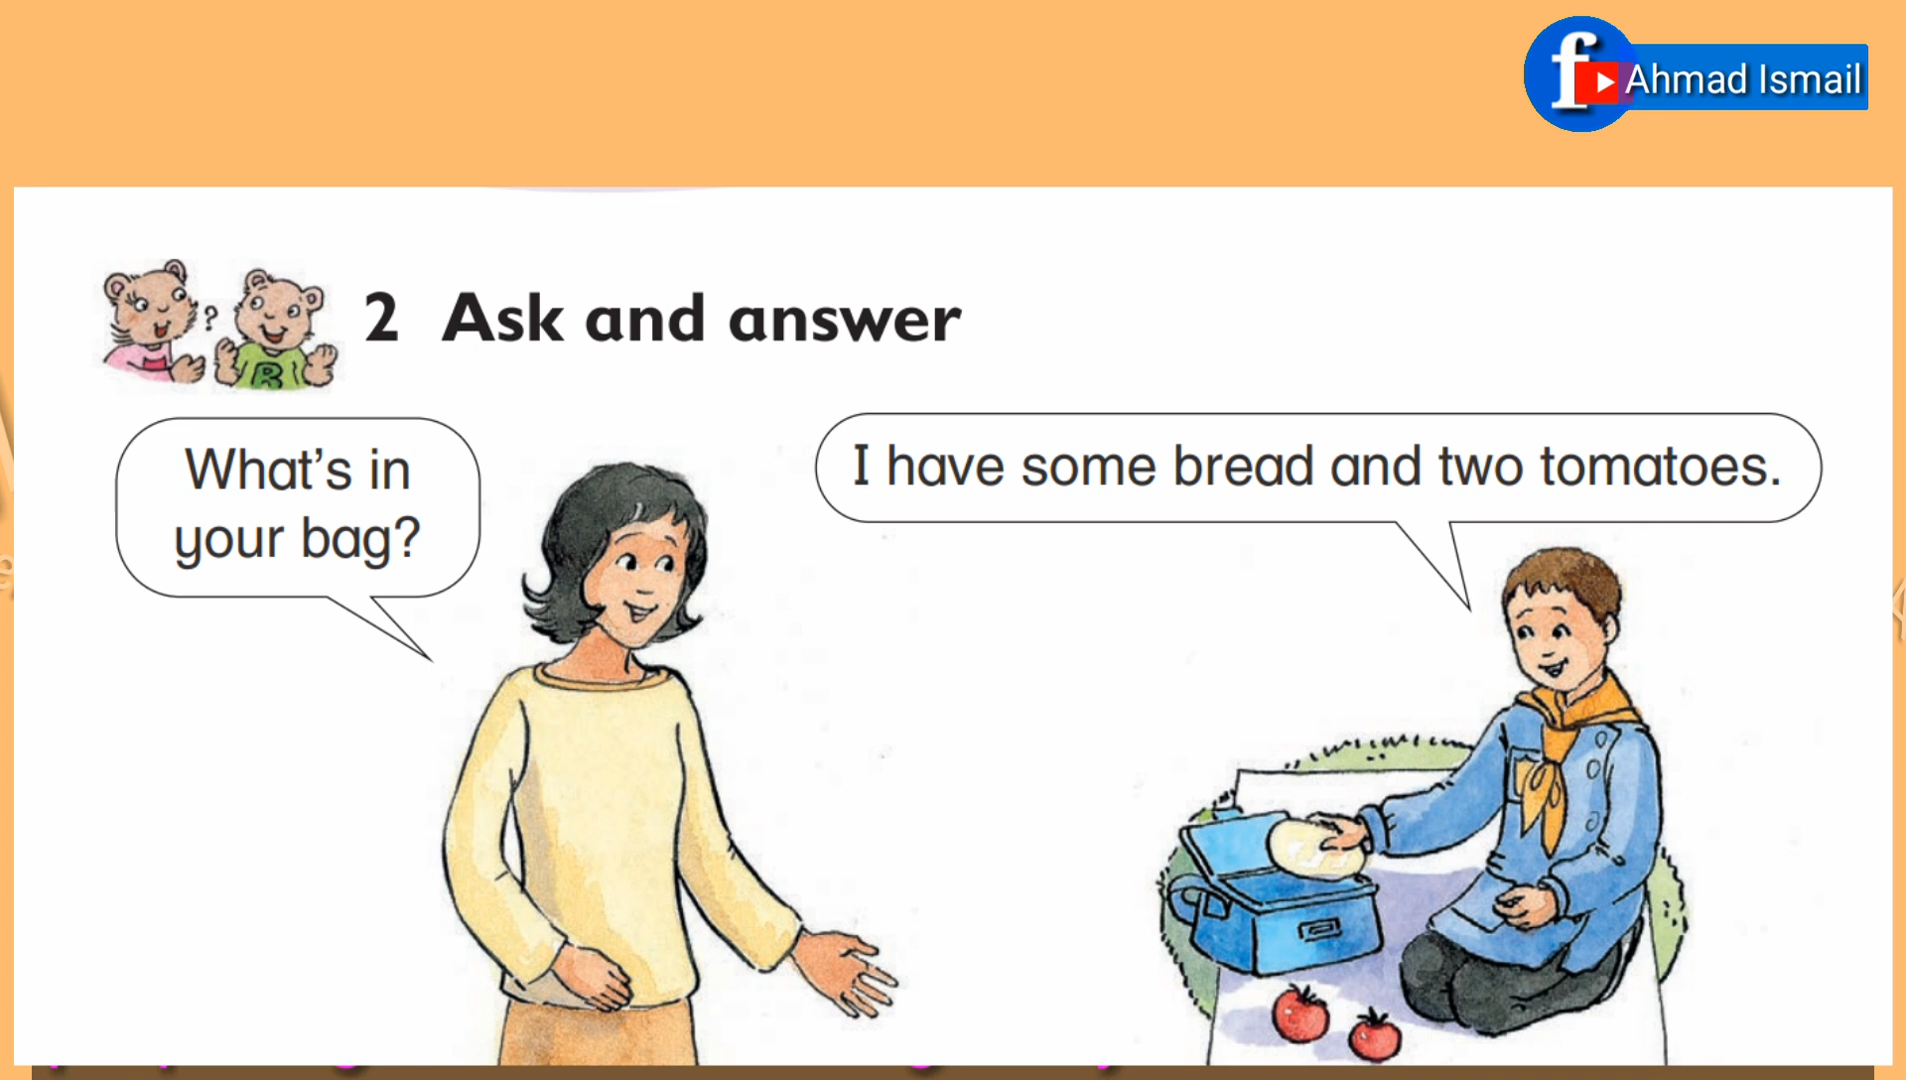 Ahmad Ismail
2 Ask and answer
What's in
your bag?
I have some bread and two tomatoes.